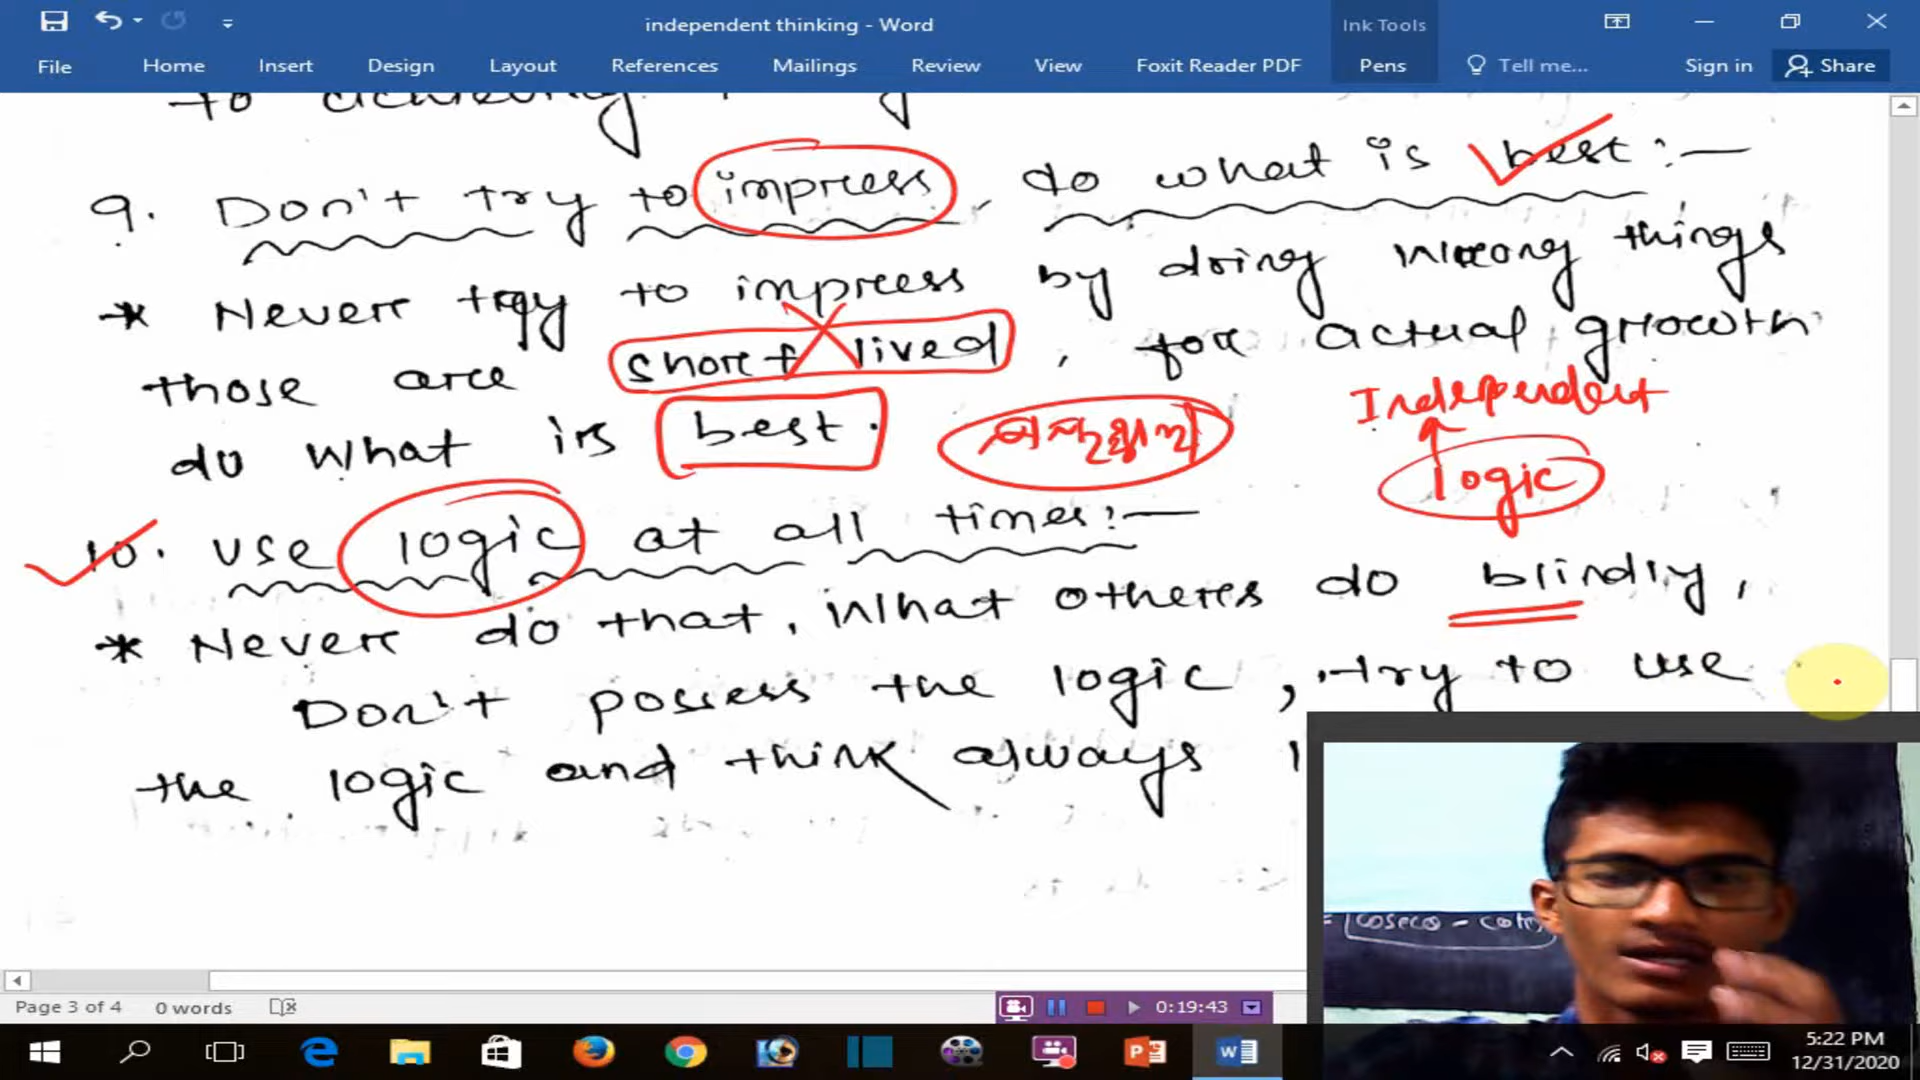 independent thinking - Word
Ink Tools
File
Home
Insert
Design
Layout
References
Mailings
Review
View
Foxit Reader PDF
Pens
Tell me...
Sign in
Share
to
9. Don't try to impress, do what is best :—
* Never try to impress by doing wrong things
those are short lived, for actual growth
do what is best.
Independent
logic
10. Use logic at all times :—
* Never do that, what others do blindly,
Don't possess the logic, try to use
the logic and think always
Page 3 of 4
0 words
0:19:43
5:22 PM
12/31/2020